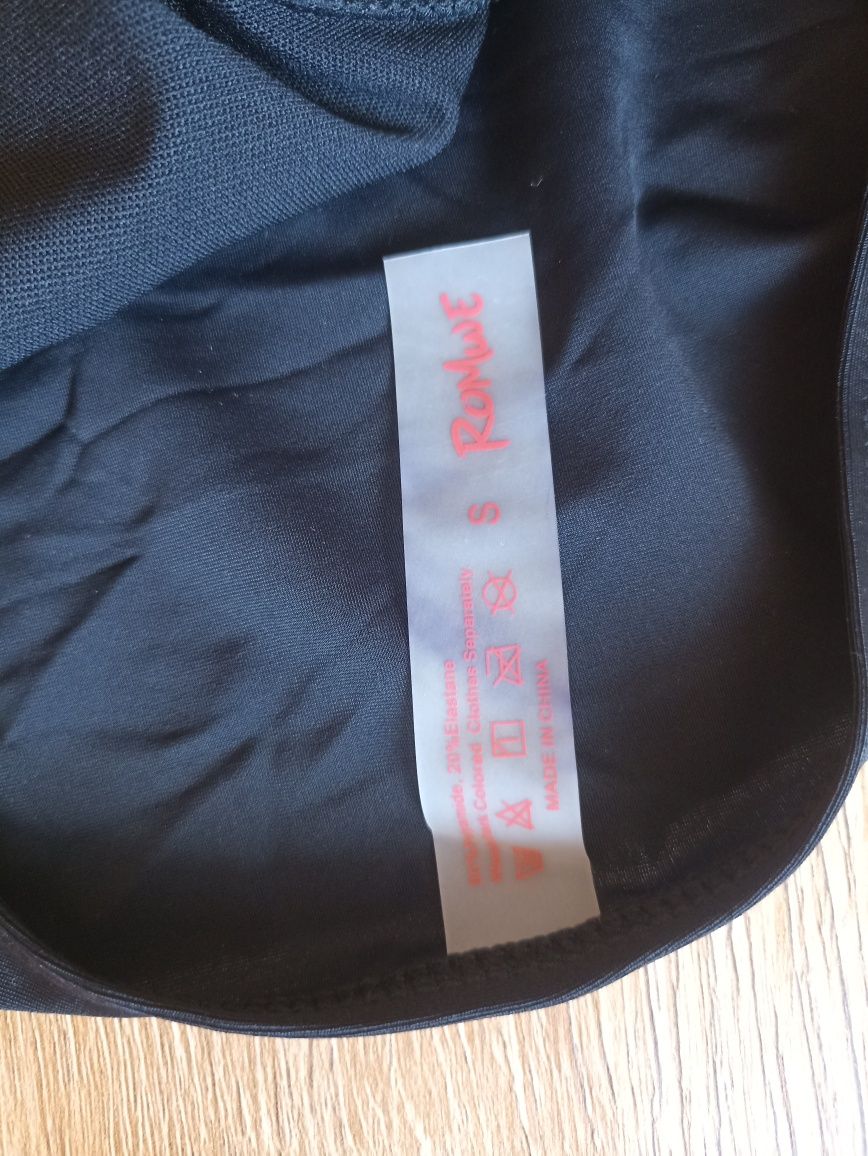 20%Elastane
Colored Clothes Separately
S
ROMWE
MADE IN CHINA